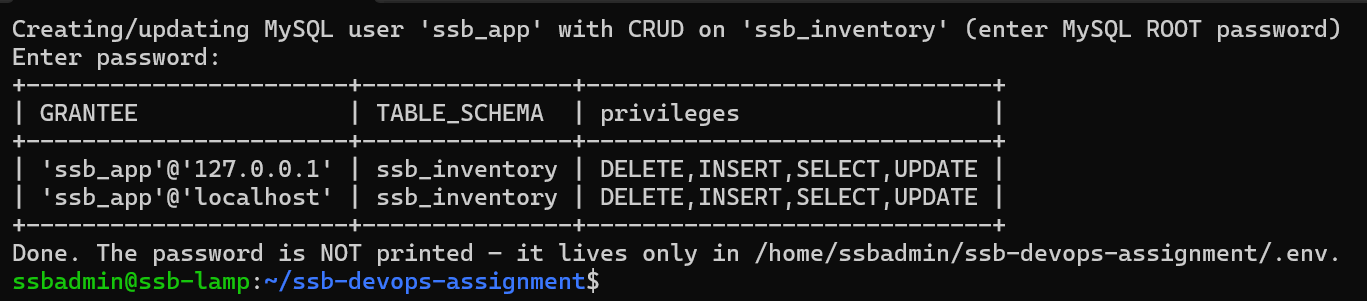 Creating/updating MySQL user 'ssb_app' with CRUD on 'ssb_inventory' (enter MySQL ROOT password)
Enter password:
+------------------------+---------------+------------------------------+
| GRANTEE                | TABLE_SCHEMA  | privileges                   |
+------------------------+---------------+------------------------------+
| 'ssb_app'@'127.0.0.1' | ssb_inventory | DELETE,INSERT,SELECT,UPDATE |
| 'ssb_app'@'localhost' | ssb_inventory | DELETE,INSERT,SELECT,UPDATE |
+------------------------+---------------+------------------------------+
Done. The password is NOT printed — it lives only in /home/ssbadmin/ssb-devops-assignment/.env.
ssbadmin@ssb-lamp:~/ssb-devops-assignment$